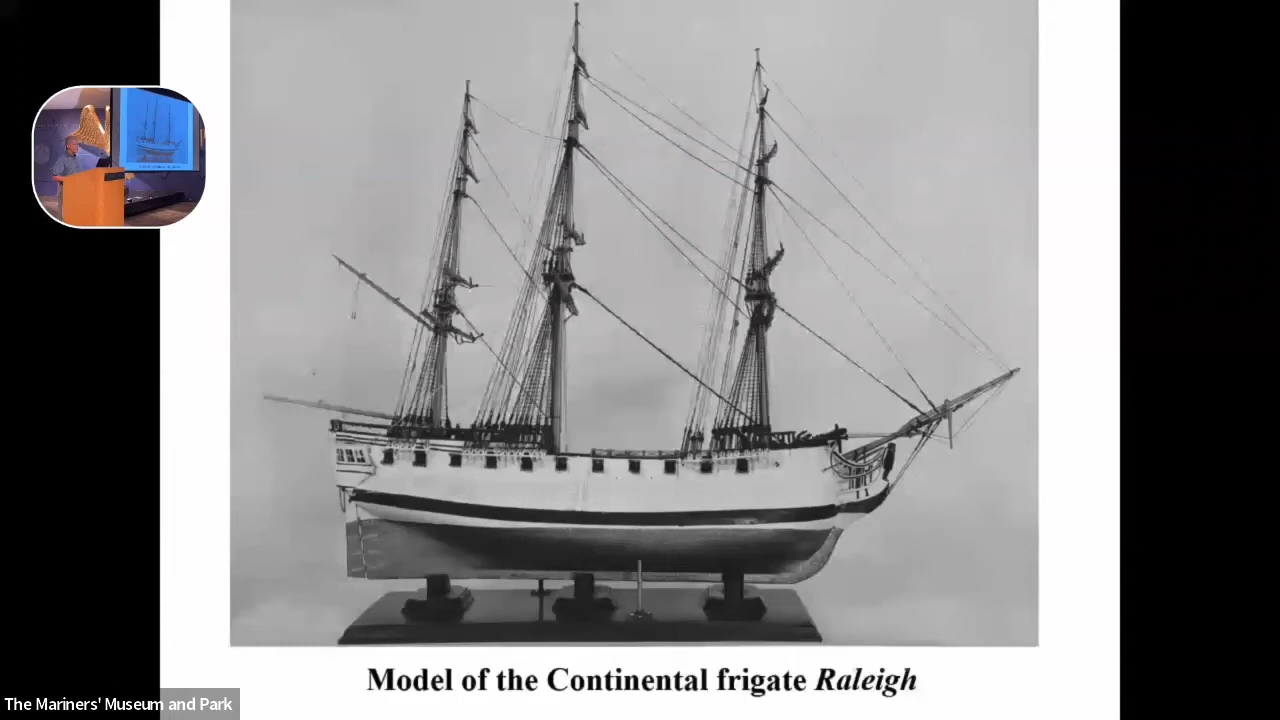 Model of the Continental frigate Raleigh
The Mariners' Museum and Park